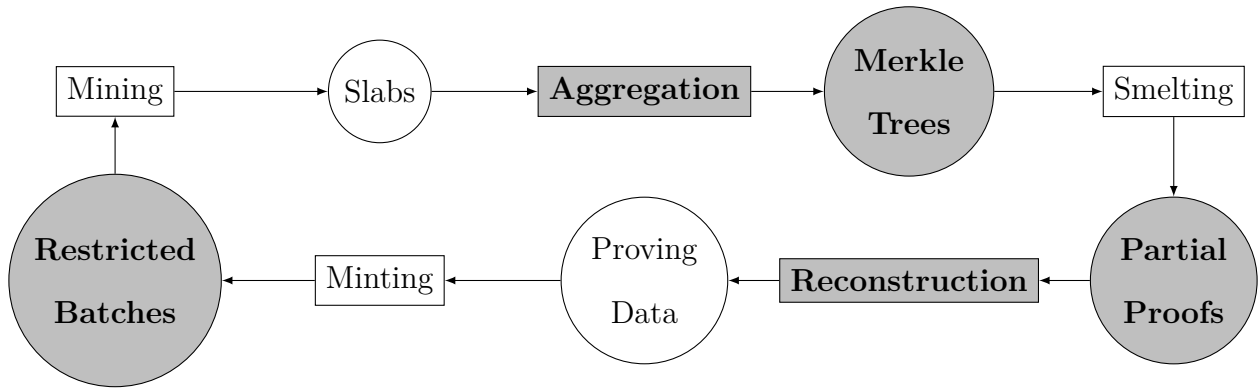 Mining
Slabs
Aggregation
Merkle
Trees
Smelting
Restricted
Batches
Minting
Proving
Data
Reconstruction
Partial
Proofs